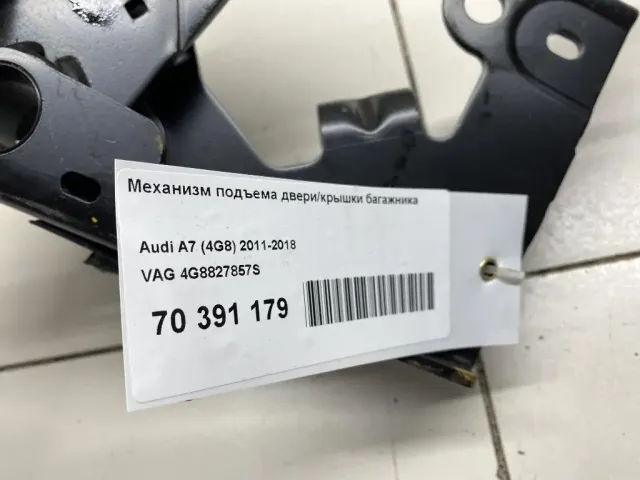 Механизм подъема двери/крышки багажника
Audi A7 (4G8) 2011-2018
VAG 4G8827857S
70 391 179